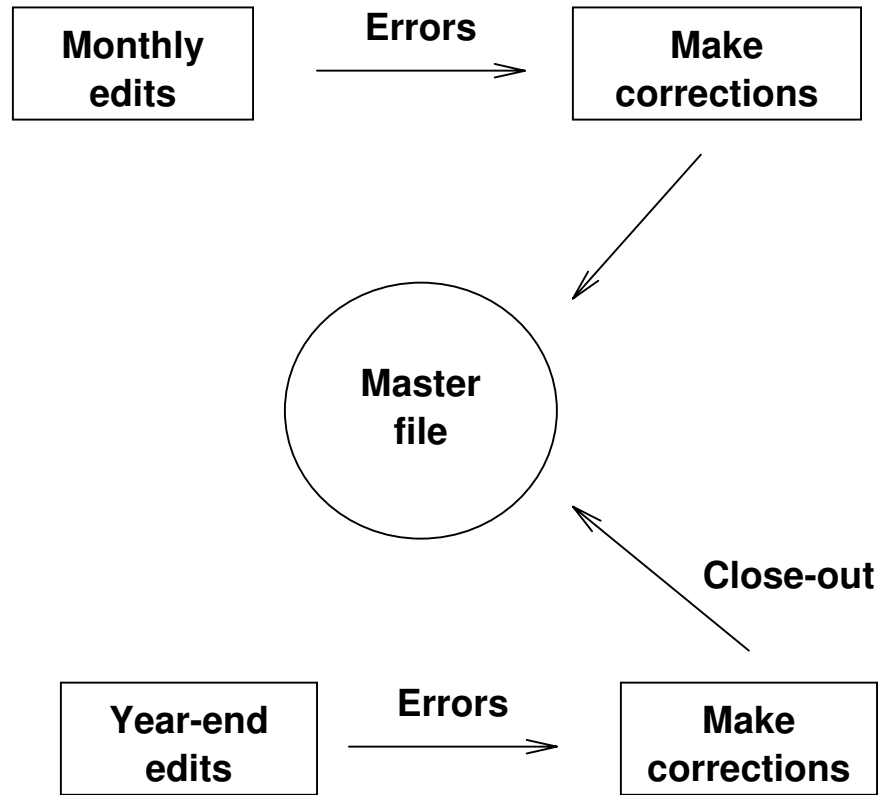 Monthly
edits
Errors
Make
corrections
Master
file
Close-out
Year-end
edits
Errors
Make
corrections